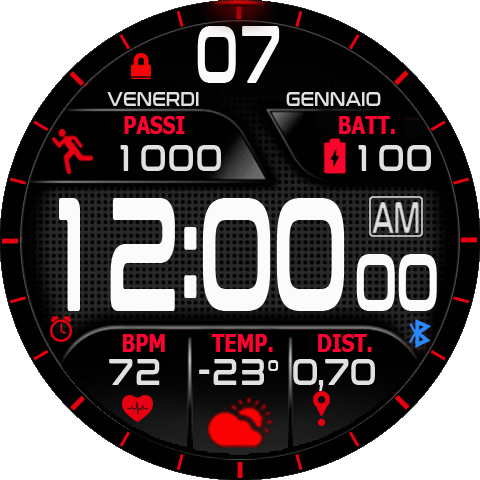 07
VENERDI GENNAIO
PASSI BATT.
1000 100
12:00 AM
00
BPM TEMP. DIST.
72 -23° 0,70